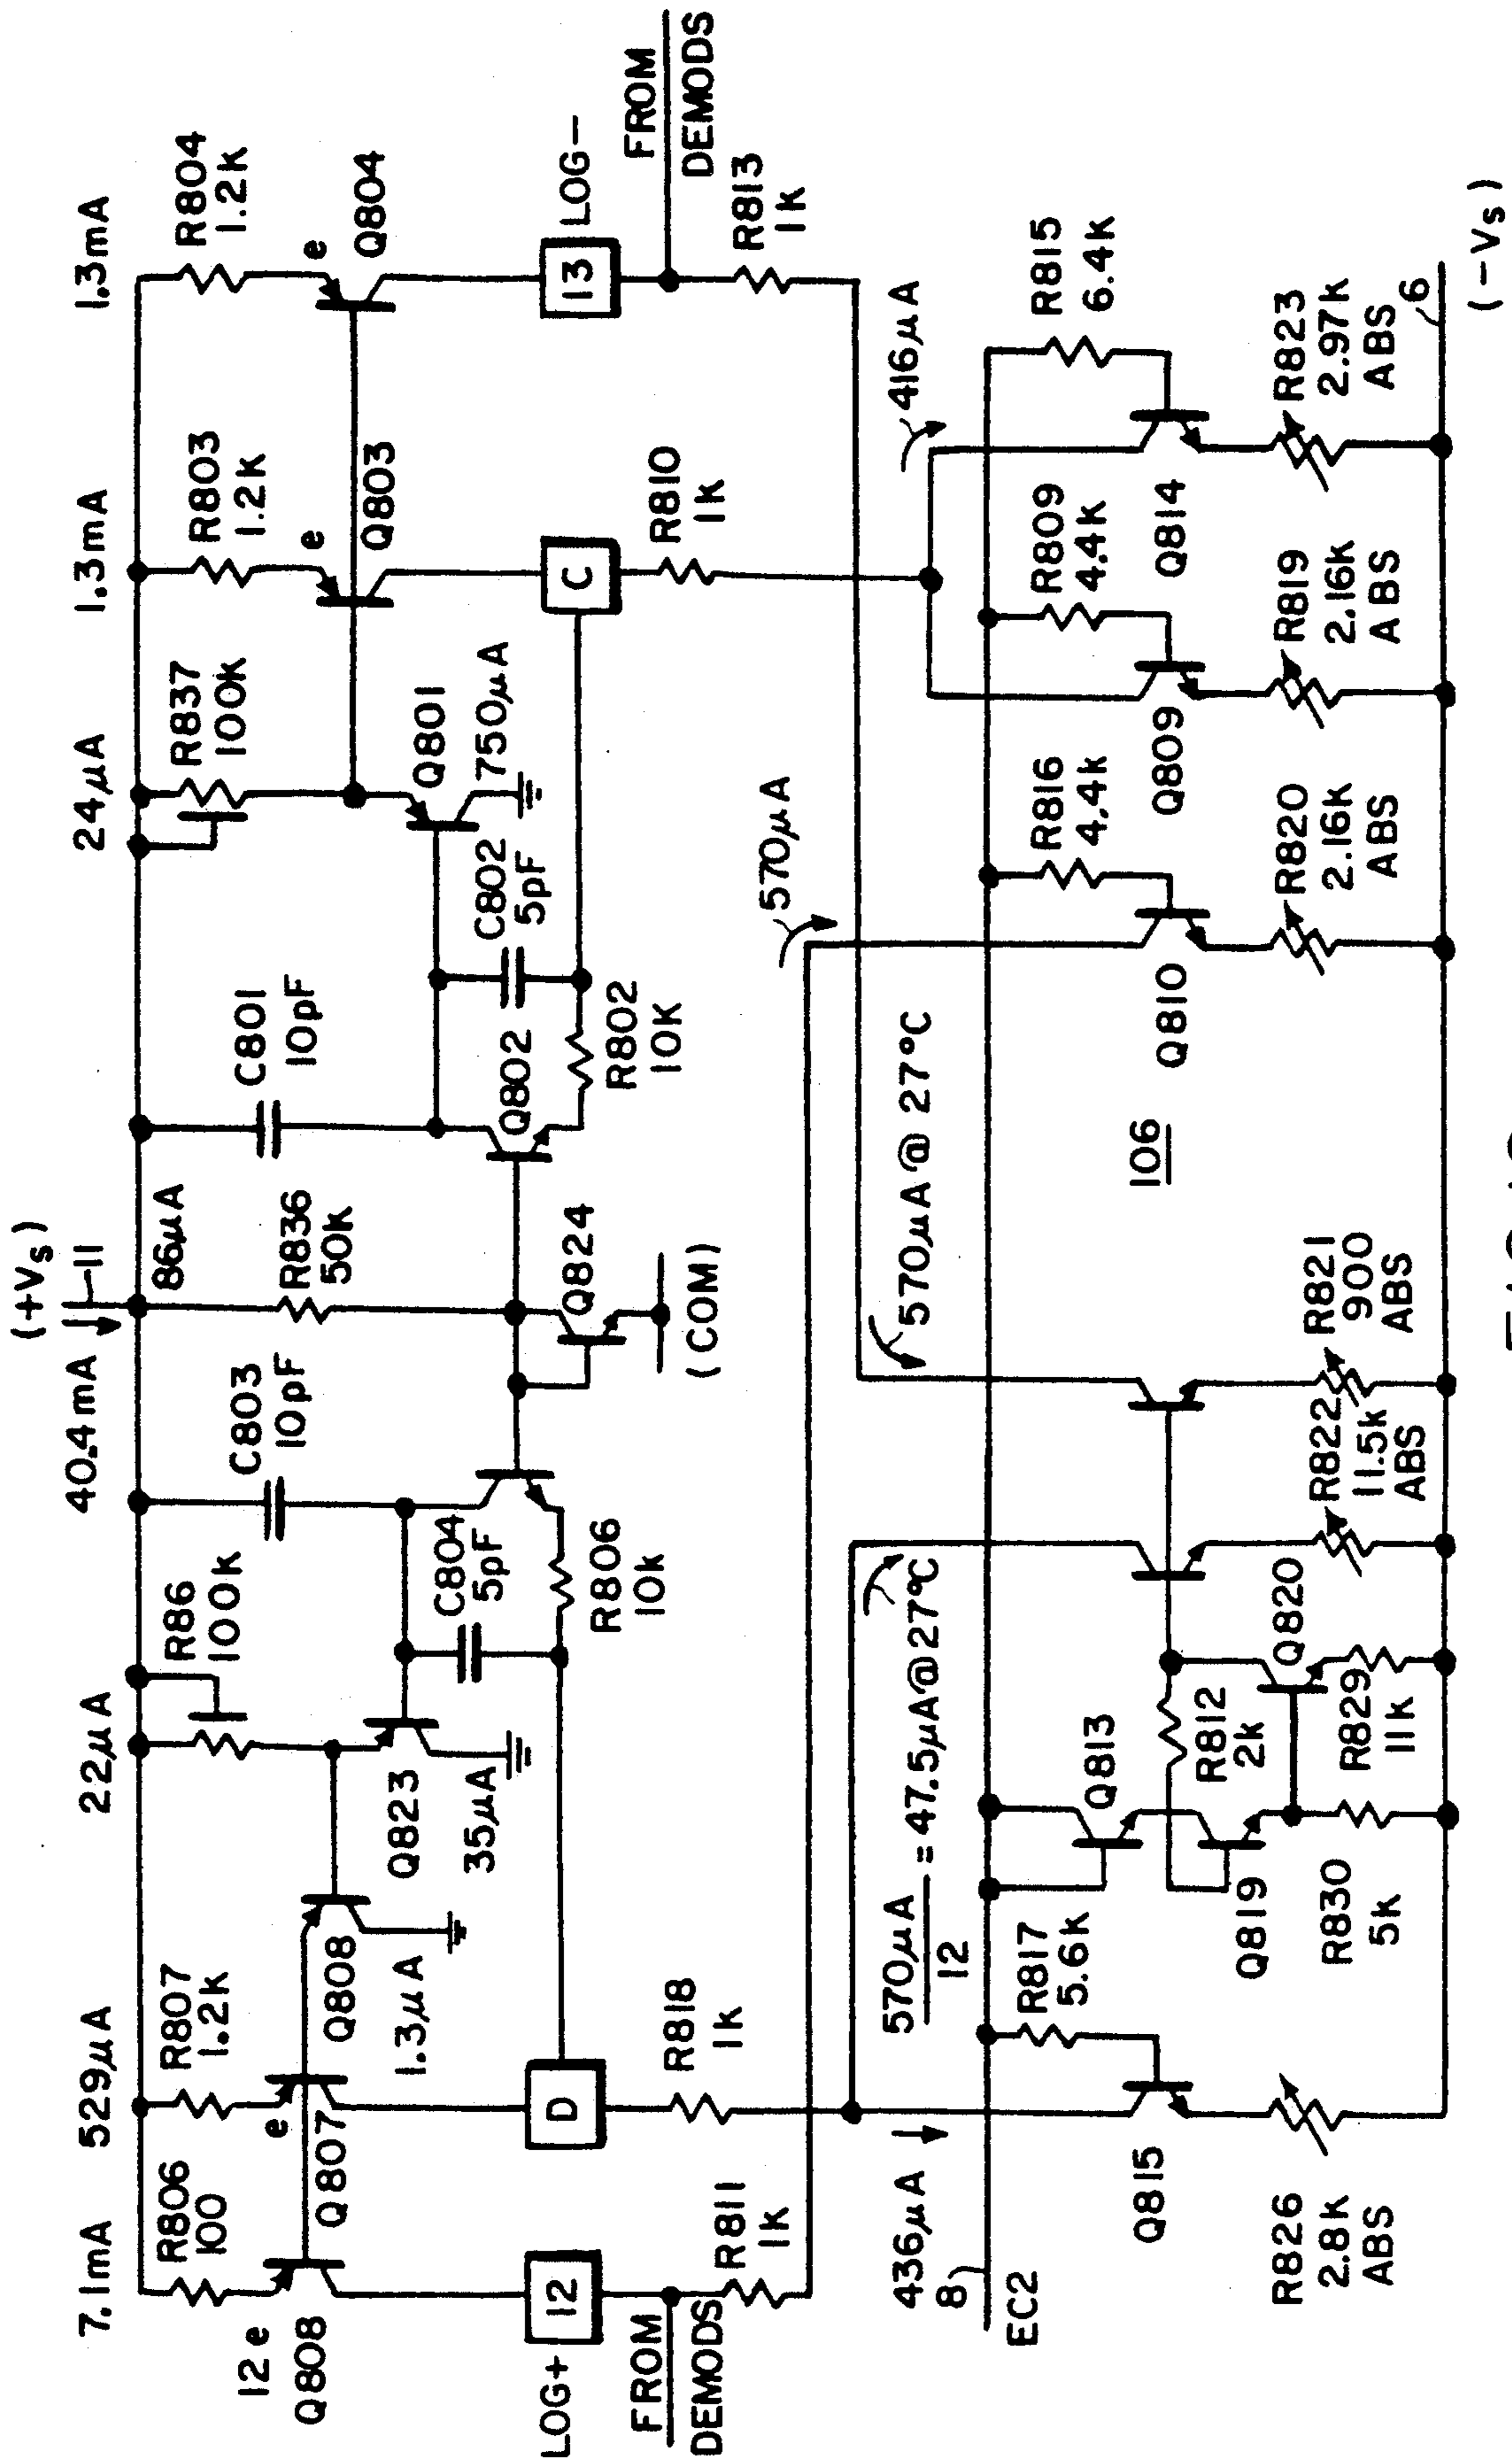 (+Vs)
40.4mA
11
7.1mA
529μA
22μA
86μA
24μA
1.3mA
1.3mA
R806
100
R807
1.2k
R86
100k
C803
10pF
R836
50k
C801
10pF
R837
100K
R803
1.2K
R804
1.2K
12e
Q808
e
Q807
Q808
1.3μA
Q823
35μA
C804
5pF
R806
10k
Q824
(COM)
Q802
C802
5pF
R802
10K
Q801
750μA
e
Q803
e
Q804
LOG+
12
D
C
13
LOG−
FROM
DEMODS
FROM
DEMODS
R811
1k
R818
1k
R810
1K
R813
1K
436μA
570μA
12
= 47.5μA@27°C
570μA @ 27°C
570μA
416μA
8
EC2
R817
5.6k
Q813
R812
2k
Q820
Q819
Q815
R826
2.8k
ABS
R830
5k
R829
11k
R822
11.5k
ABS
R821
900
ABS
106
R816
4.4k
R809
4.4K
R815
6.4K
Q810
Q809
Q814
R820
2.16k
ABS
R819
2.16k
ABS
R823
2.97k
ABS
6
(−Vs)